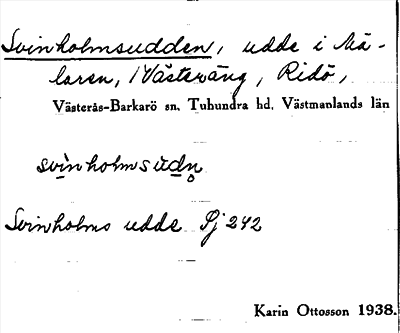 Svinholmsudden, udde i Mä-
laren, Västeräng, Ridö,
Västerås-Barkarö sn. Tuhundra hd. Västmanlands län
svinholmsùdn̥
Svinholms udde Sj 242
Karin Ottosson 1938.